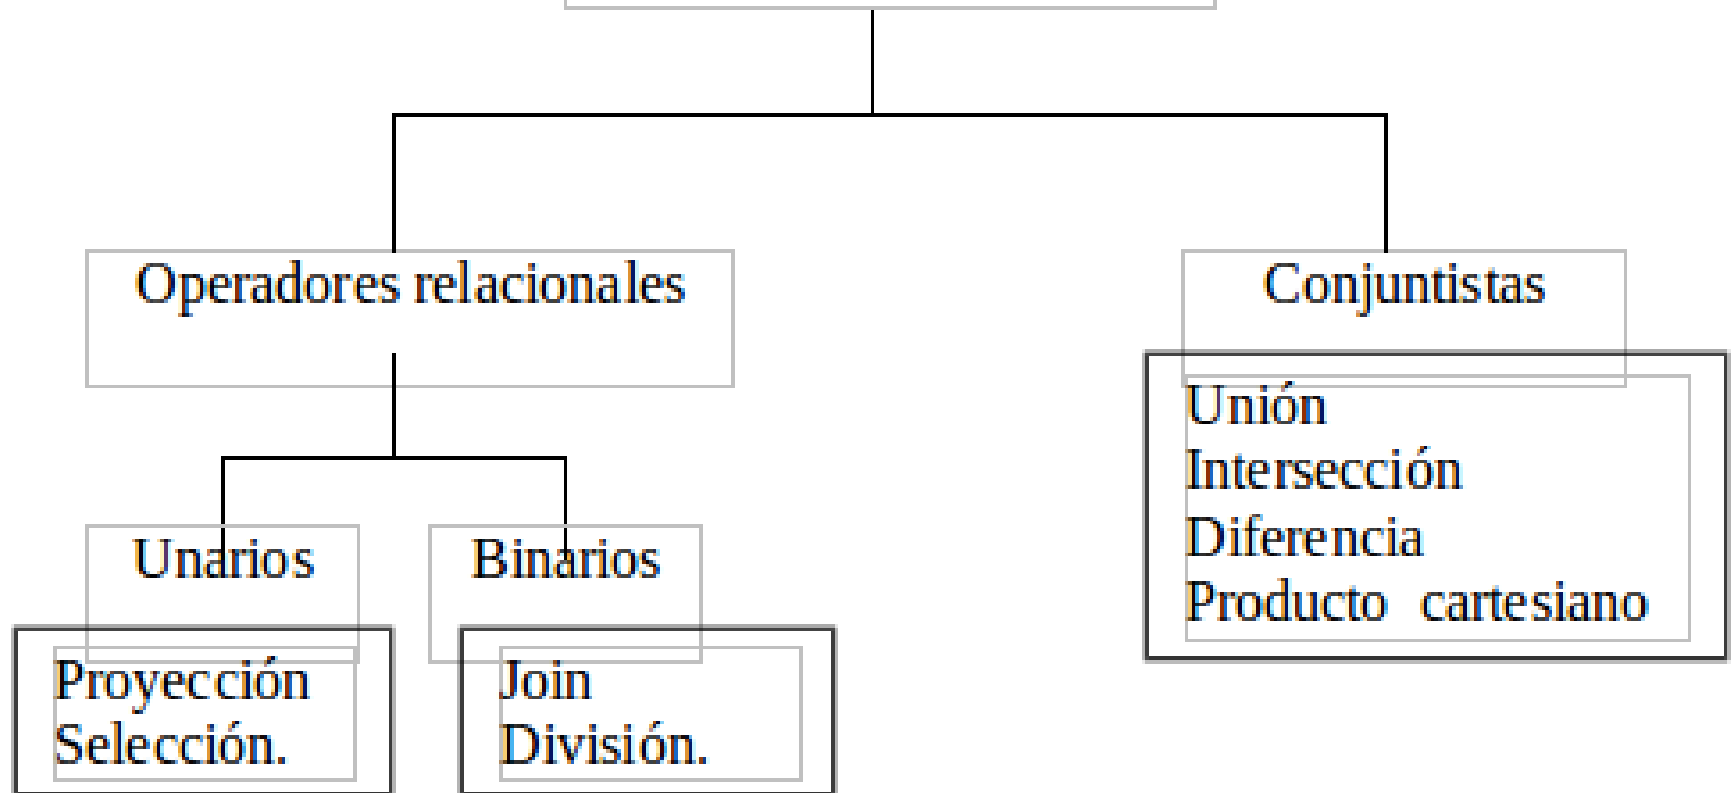 Operadores relacionales
Conjuntistas
Unión
Intersección
Diferencia
Producto cartesiano
Unarios
Binarios
Proyección
Selección.
Join
División.